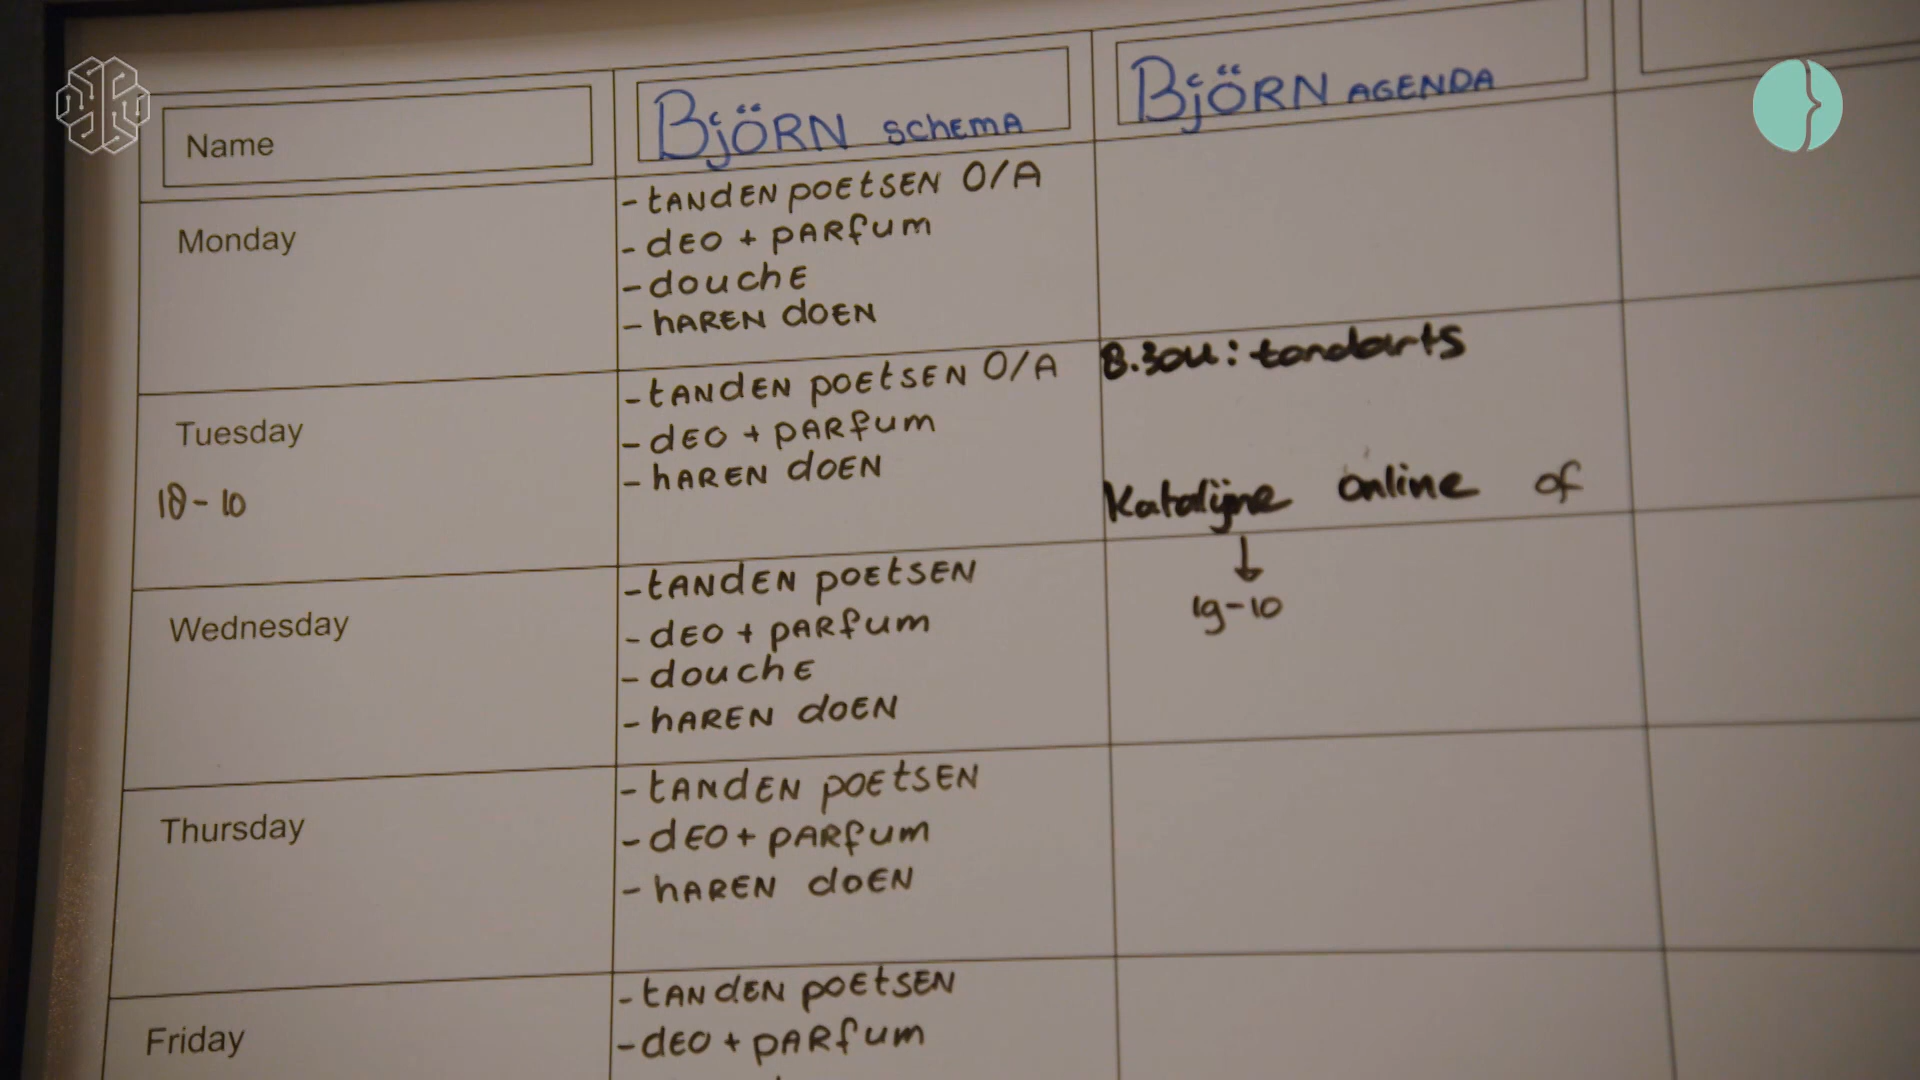 Name
BjÖRN schema
BjÖRN AGENDA
Monday
- tanden poetsen O/A
- deo + parfum
- douche
- haren doen
Tuesday
18-10
- tanden poetsen O/A
- deo + parfum
- haren doen
8.30u: tandarts
Katalijne online of
Wednesday
- tanden poetsen
- deo + parfum
- douche
- haren doen
↓
19-10
Thursday
- tanden poetsen
- deo + parfum
- haren doen
Friday
- tanden poetsen
- deo + parfum